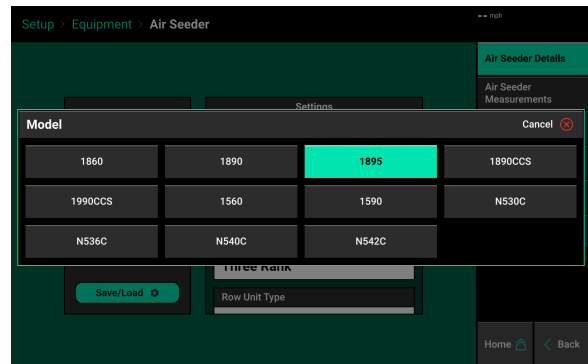 Setup > Equipment > Air Seeder
-- mph
Air Seeder Details
Air Seeder
Measurements
Settings
Model
Cancel
1860 1890 1895 1890CCS
1990CCS 1560 1590 N530C
N536C N540C N542C
Three Rank
Save/Load
Row Unit Type
Home
< Back